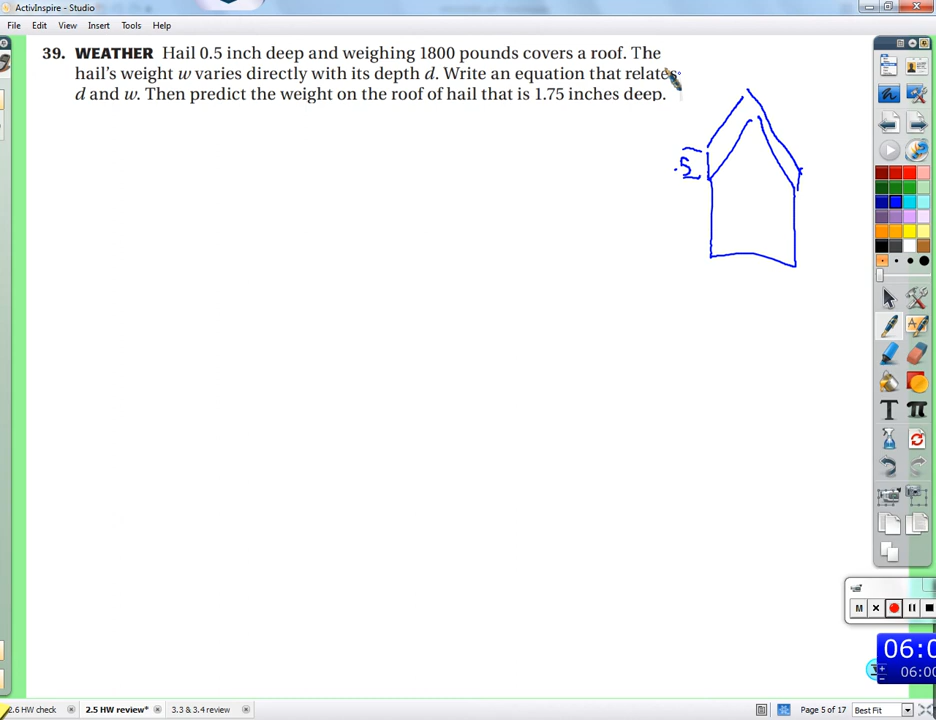 ActivInspire - Studio
File Edit View Insert Tools Help
39. WEATHER Hail 0.5 inch deep and weighing 1800 pounds covers a roof. The
hail's weight w varies directly with its depth d. Write an equation that relates
d and w. Then predict the weight on the roof of hail that is 1.75 inches deep.
.5
M
06:0
06:00
2.6 HW check 2.5 HW review* 3.3 & 3.4 review
Page 5 of 17 Best Fit